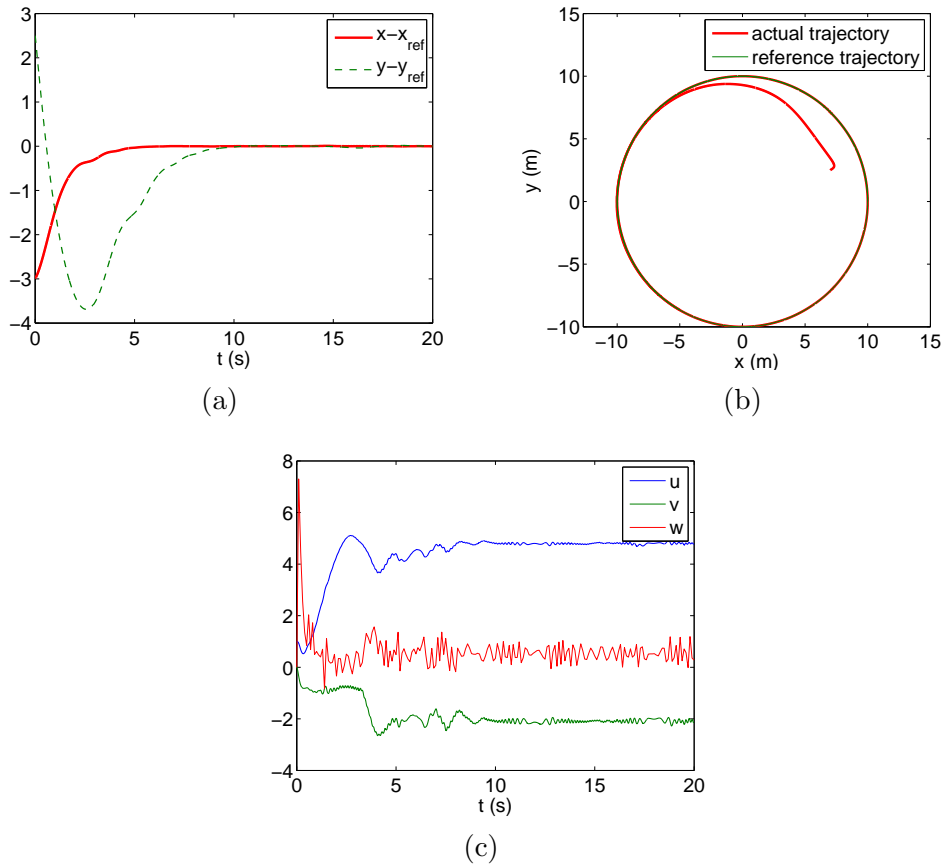 3
2
1
0
−1
−2
−3
−4
0 5 10 15 20
t (s)
x−x_ref
y−y_ref
(a)
15
10
5
0
−5
−10
−10 −5 0 5 10 15
x (m)
y (m)
actual trajectory
reference trajectory
(b)
8
6
4
2
0
−2
−4
0 5 10 15 20
t (s)
u
v
w
(c)